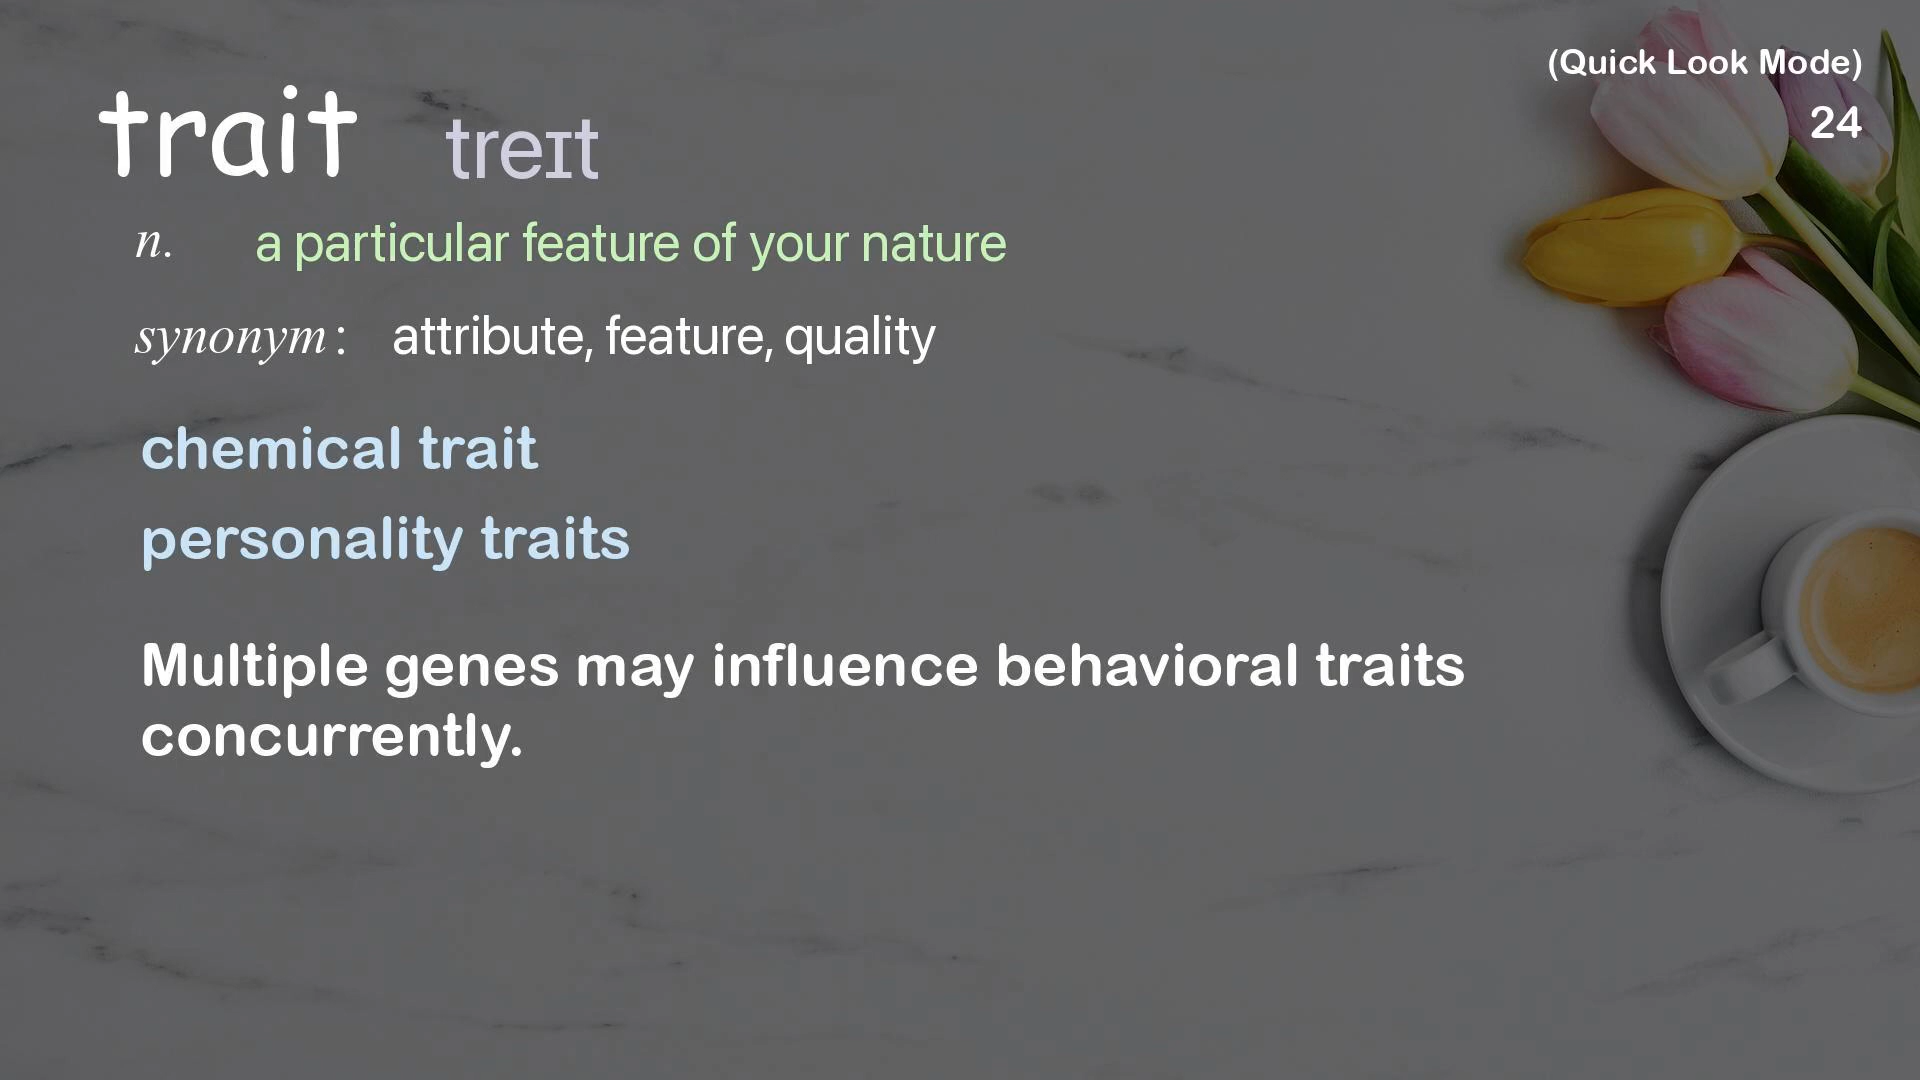 (Quick Look Mode)
24
trait treɪt
n. a particular feature of your nature
synonym: attribute, feature, quality
chemical trait
personality traits
Multiple genes may influence behavioral traits
concurrently.